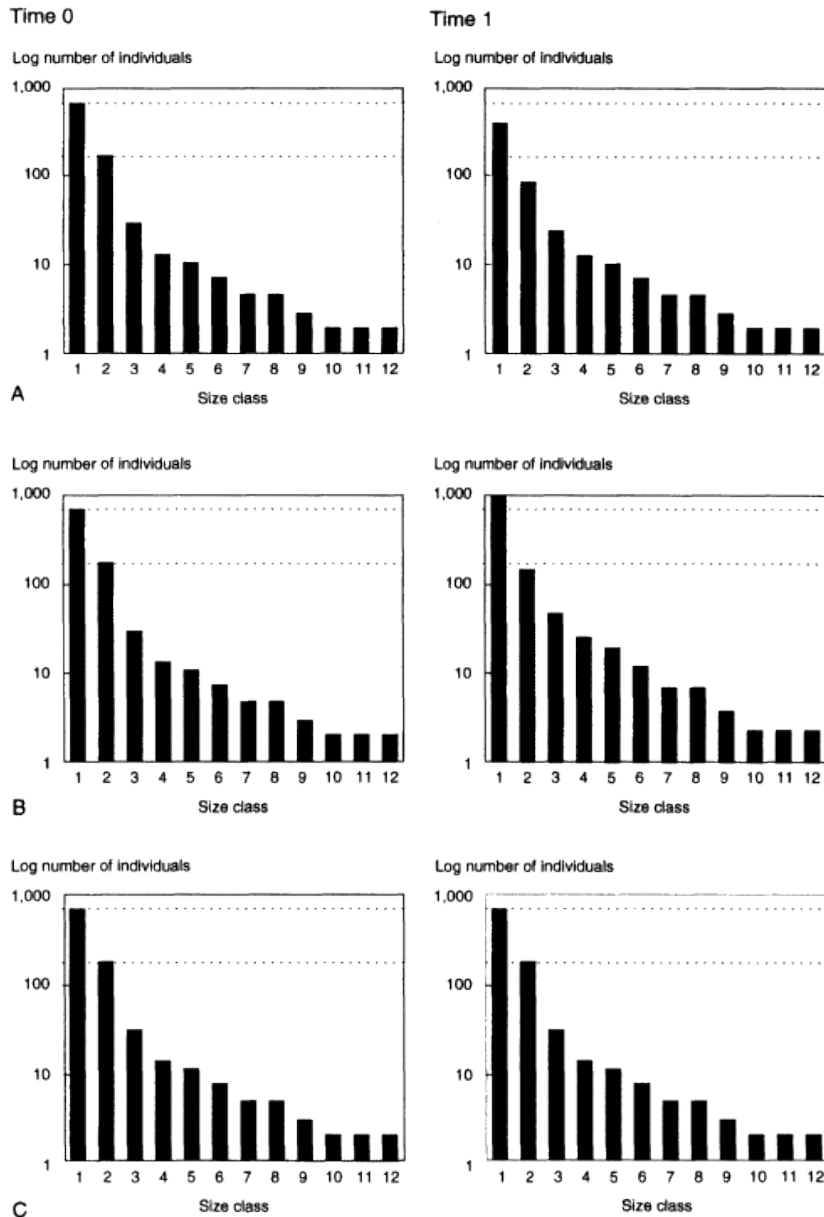 Time 0
Time 1
Log number of individuals
1,000
100
10
1
1 2 3 4 5 6 7 8 9 10 11 12
Size class
A
Log number of individuals
1,000
100
10
1
1 2 3 4 5 6 7 8 9 10 11 12
Size class
Log number of individuals
1,000
100
10
1
1 2 3 4 5 6 7 8 9 10 11 12
Size class
B
Log number of individuals
1,000
100
10
1
1 2 3 4 5 6 7 8 9 10 11 12
Size class
Log number of individuals
1,000
100
10
1
1 2 3 4 5 6 7 8 9 10 11 12
Size class
C
Log number of individuals
1,000
100
10
1
1 2 3 4 5 6 7 8 9 10 11 12
Size class